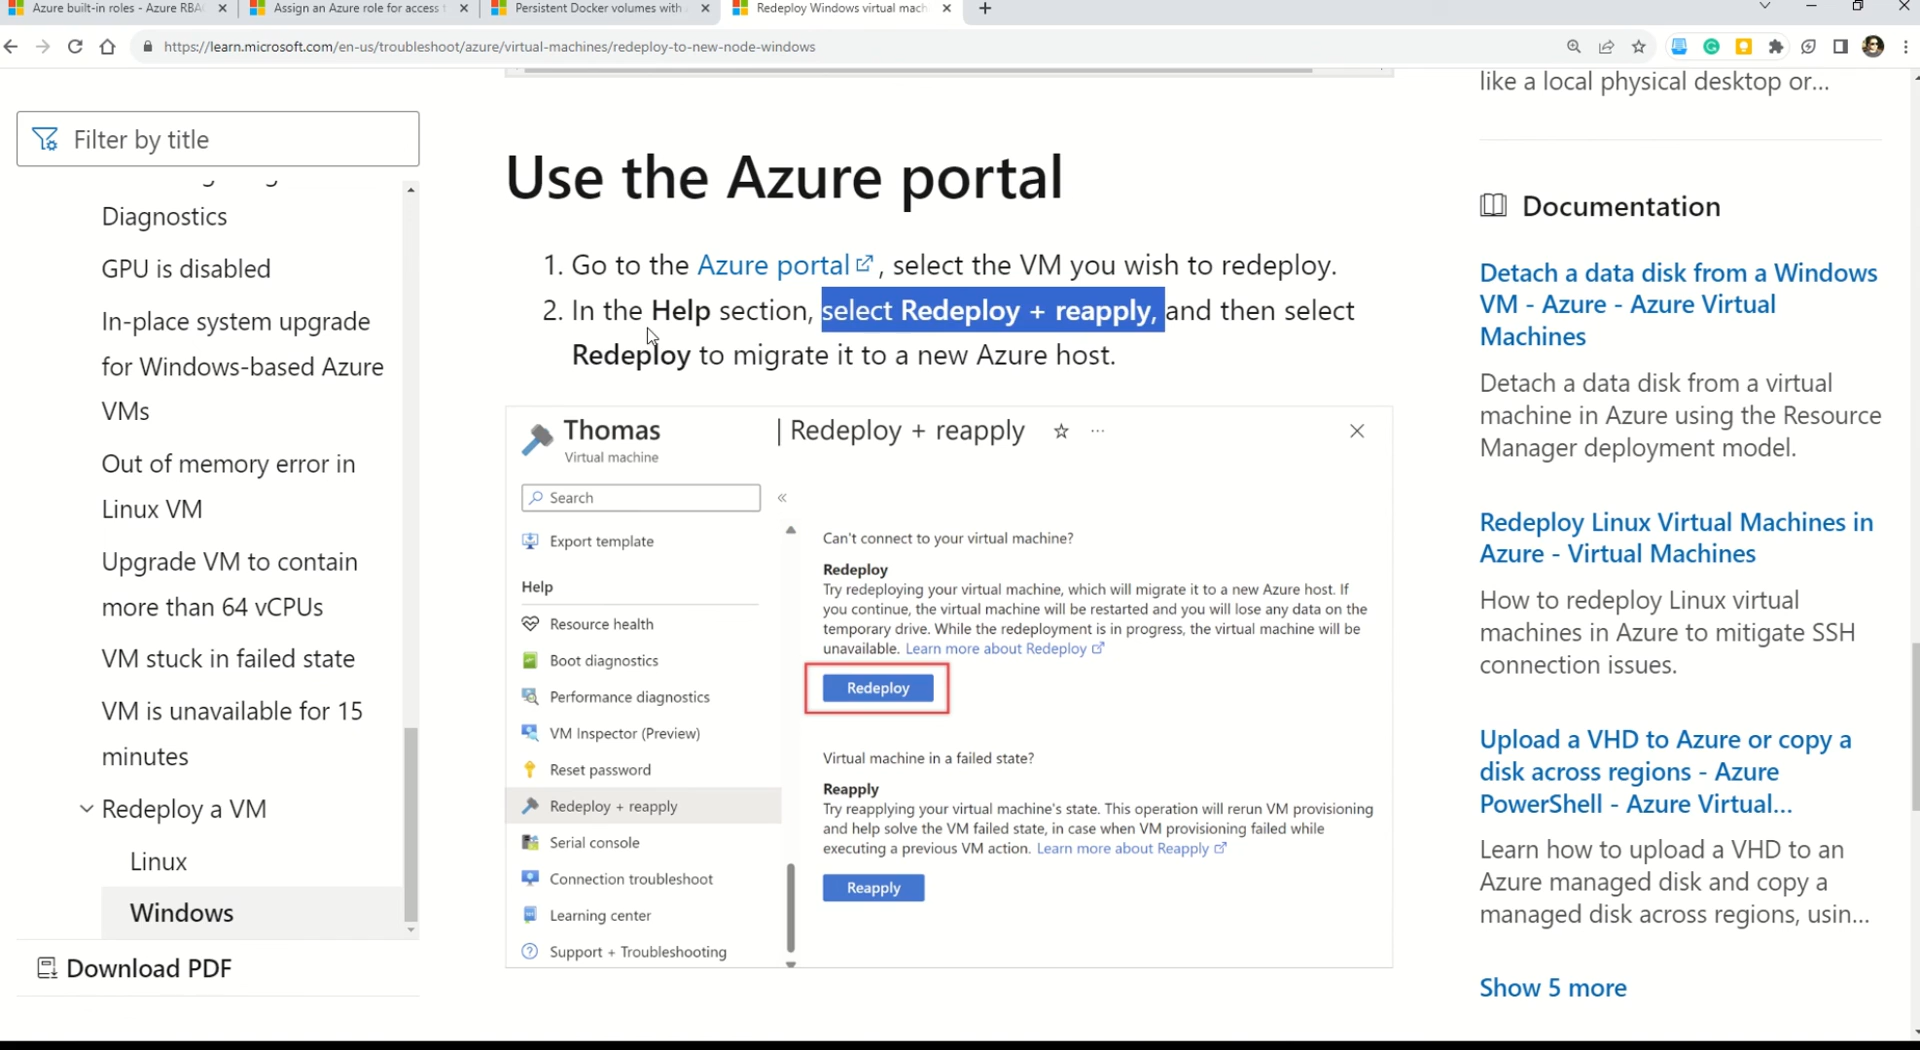 Azure built-in roles - Azure RBA
Assign an Azure role for access t
Persistent Docker volumes with
Redeploy Windows virtual mach
https://learn.microsoft.com/en-us/troubleshoot/azure/virtual-machines/redeploy-to-new-node-windows
Filter by title
Diagnostics
GPU is disabled
In-place system upgrade
for Windows-based Azure
VMs
Out of memory error in
Linux VM
Upgrade VM to contain
more than 64 vCPUs
VM stuck in failed state
VM is unavailable for 15
minutes
Redeploy a VM
Linux
Windows
Download PDF
Use the Azure portal
1. Go to the Azure portal, select the VM you wish to redeploy.
2. In the Help section, select Redeploy + reapply, and then select
Redeploy to migrate it to a new Azure host.
Thomas | Redeploy + reapply ☆ ···
Virtual machine
Search
«
Export template
Help
Resource health
Boot diagnostics
Performance diagnostics
VM Inspector (Preview)
Reset password
Redeploy + reapply
Serial console
Connection troubleshoot
Learning center
Support + Troubleshooting
Can't connect to your virtual machine?
Redeploy
Try redeploying your virtual machine, which will migrate it to a new Azure host. If
you continue, the virtual machine will be restarted and you will lose any data on the
temporary drive. While the redeployment is in progress, the virtual machine will be
unavailable. Learn more about Redeploy
Redeploy
Virtual machine in a failed state?
Reapply
Try reapplying your virtual machine's state. This operation will rerun VM provisioning
and help solve the VM failed state, in case when VM provisioning failed while
executing a previous VM action. Learn more about Reapply
Reapply
like a local physical desktop or...
Documentation
Detach a data disk from a Windows
VM - Azure - Azure Virtual
Machines
Detach a data disk from a virtual
machine in Azure using the Resource
Manager deployment model.
Redeploy Linux Virtual Machines in
Azure - Virtual Machines
How to redeploy Linux virtual
machines in Azure to mitigate SSH
connection issues.
Upload a VHD to Azure or copy a
disk across regions - Azure
PowerShell - Azure Virtual...
Learn how to upload a VHD to an
Azure managed disk and copy a
managed disk across regions, usin...
Show 5 more